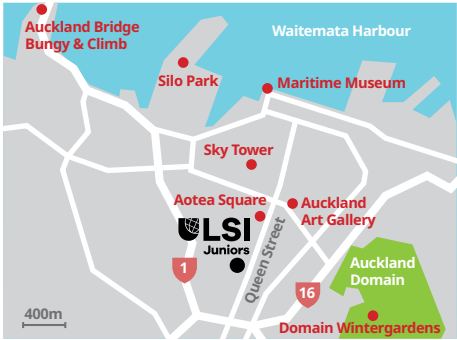 Auckland Bridge
Bungy & Climb
Waitemata Harbour
Silo Park
Maritime Museum
Sky Tower
Aotea Square
Auckland
Art Gallery
LSI
Juniors
Queen Street
1
16
Auckland
Domain
400m
Domain Wintergardens